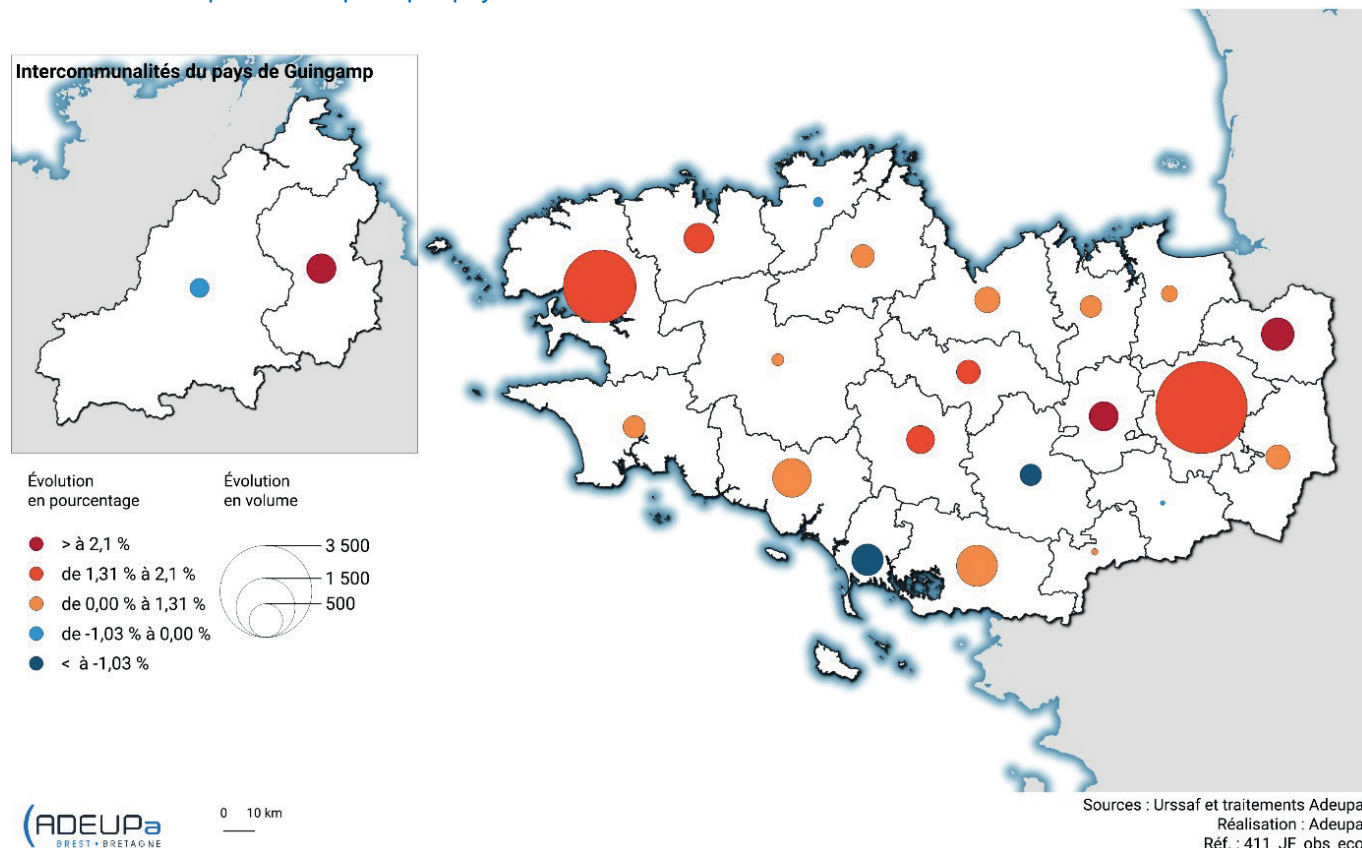 Intercommunalités du pays de Guingamp
Évolution
en pourcentage
> à 2,1 %
de 1,31 % à 2,1 %
de 0,00 % à 1,31 %
de -1,03 % à 0,00 %
< à -1,03 %
Évolution
en volume
3 500
1 500
500
ADEUPa
BREST • BRETAGNE
0 10 km
Sources : Urssaf et traitements Adeupa
Réalisation : Adeupa
Réf. : 411_JF_obs_eco